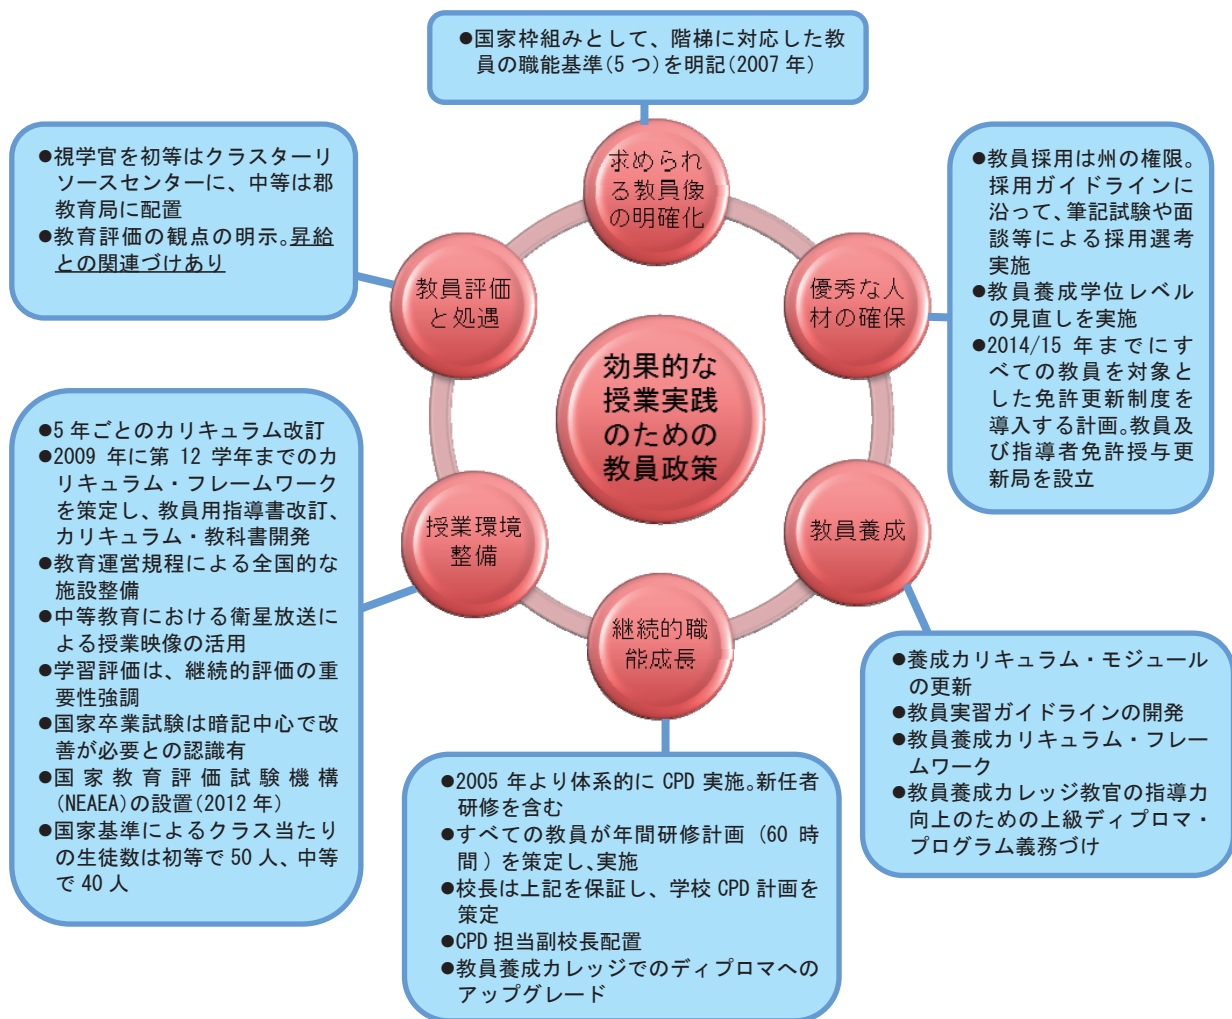 ●国家枠組みとして、階梯に対応した教
員の職能基準(5つ)を明記(2007年)
求められ
る教員像
の明確化
●視学官を初等はクラスターリ
ソースセンターに、中等は郡
教育局に配置
●教育評価の観点の明示。昇給
との関連づけあり
教員評価
と処遇
優秀な人
材の確保
●教員採用は州の権限。
採用ガイドラインに
沿って、筆記試験や面
談等による採用選考
実施
●教員養成学位レベル
の見直しを実施
●2014/15 年までにす
べての教員を対象と
した免許更新制度を
導入する計画。教員及
び指導者免許授与更
新局を設立
効果的な
授業実践
のための
教員政策
●5年ごとのカリキュラム改訂
●2009 年に第 12 学年までのカ
リキュラム・フレームワーク
を策定し、教員用指導書改訂、
カリキュラム・教科書開発
●教育運営規程による全国的な
施設整備
●中等教育における衛星放送に
よる授業映像の活用
●学習評価は、継続的評価の重
要性強調
●国家卒業試験は暗記中心で改
善が必要との認識有
●国家教育評価試験機構
(NEAEA)の設置(2012年)
●国家基準によるクラス当たり
の生徒数は初等で50人、中等
で40人
授業環境
整備
教員養成
継続的職
能成長
●養成カリキュラム・モジュール
の更新
●教員実習ガイドラインの開発
●教員養成カリキュラム・フレー
ムワーク
●教員養成カレッジ教官の指導力
向上のための上級ディプロマ・
プログラム義務づけ
●2005 年より体系的に CPD 実施。新任者
研修を含む
●すべての教員が年間研修計画 (60 時
間) を策定し、実施
●校長は上記を保証し、学校 CPD 計画を
策定
●CPD 担当副校長配置
●教員養成カレッジでのディプロマへの
アップグレード